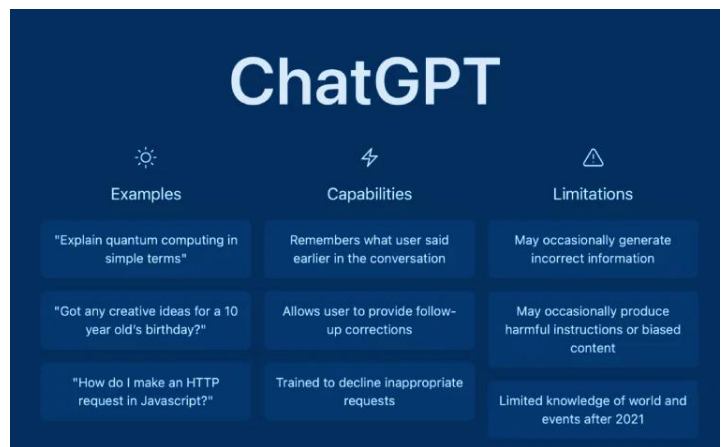 ChatGPT
Examples
"Explain quantum computing in
simple terms"
"Got any creative ideas for a 10
year old's birthday?"
"How do I make an HTTP
request in Javascript?"
Capabilities
Remembers what user said
earlier in the conversation
Allows user to provide follow-
up corrections
Trained to decline inappropriate
requests
Limitations
May occasionally generate
incorrect information
May occasionally produce
harmful instructions or biased
content
Limited knowledge of world and
events after 2021